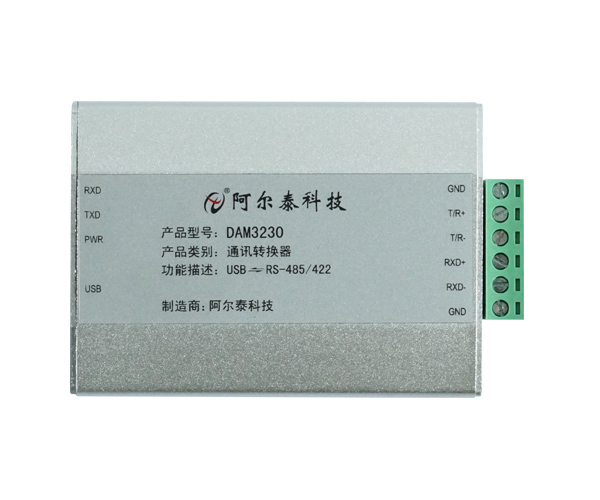 RXD
TXD
PWR
USB
® 阿尔泰科技
产品型号：DAM3230
产品类别：通讯转换器
功能描述：USB⇌RS-485/422
制造商：阿尔泰科技
GND
T/R+
T/R-
RXD+
RXD-
GND